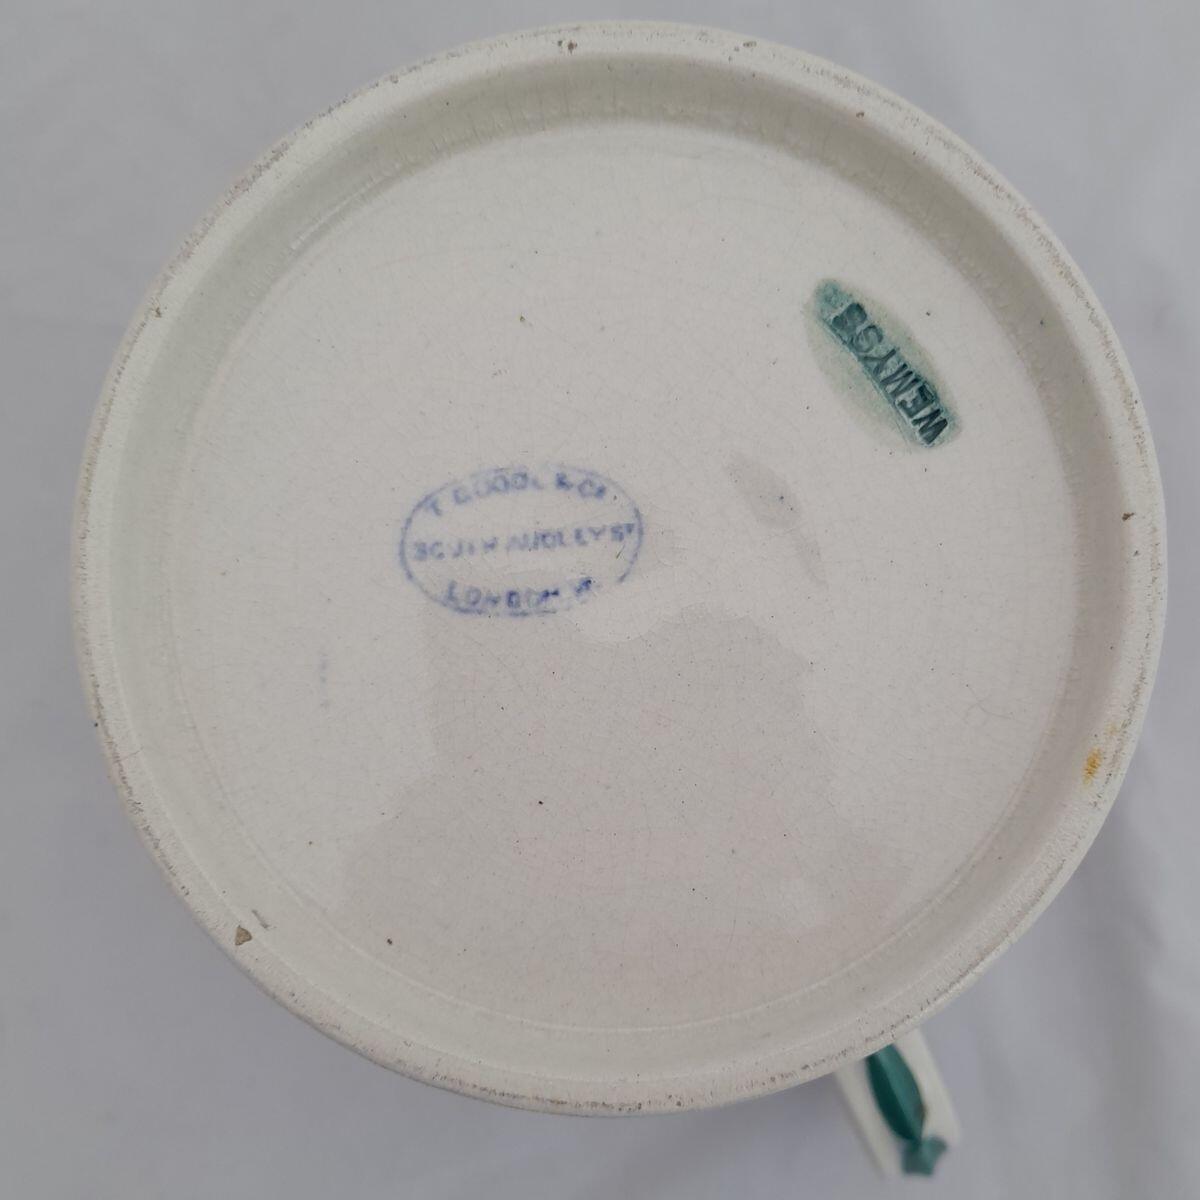 T. GOODE & Co.
SOUTH AUDLEY ST
LONDON W.
WEMYSS